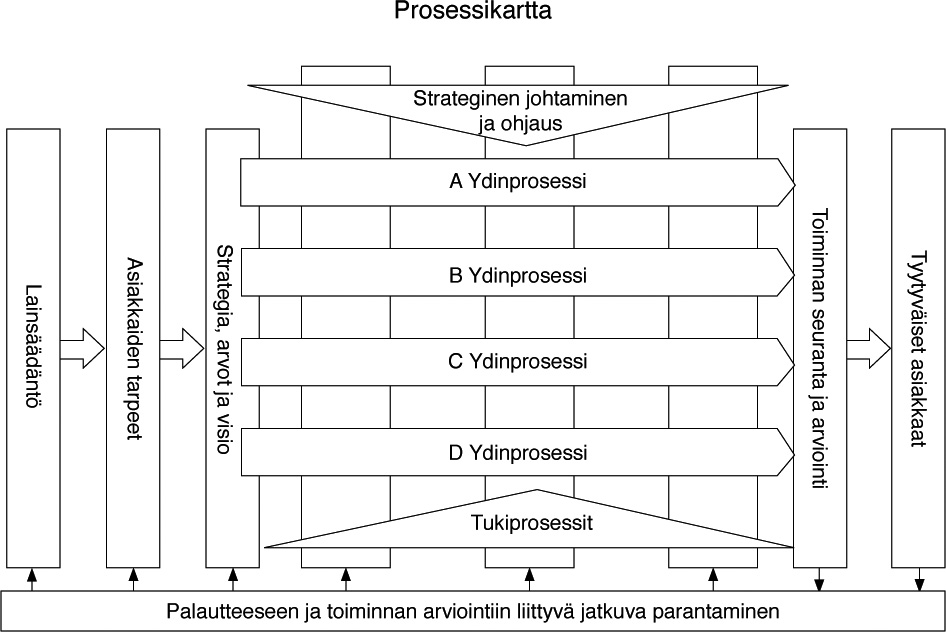 Prosessikartta
Strateginen johtaminen
ja ohjaus
Lainsäädäntö
Asiakkaiden tarpeet
Strategia, arvot ja visio
A Ydinprosessi
B Ydinprosessi
C Ydinprosessi
D Ydinprosessi
Tukiprosessit
Toiminnan seuranta ja arviointi
Tyytyväiset asiakkaat
Palautteeseen ja toiminnan arviointiin liittyvä jatkuva parantaminen